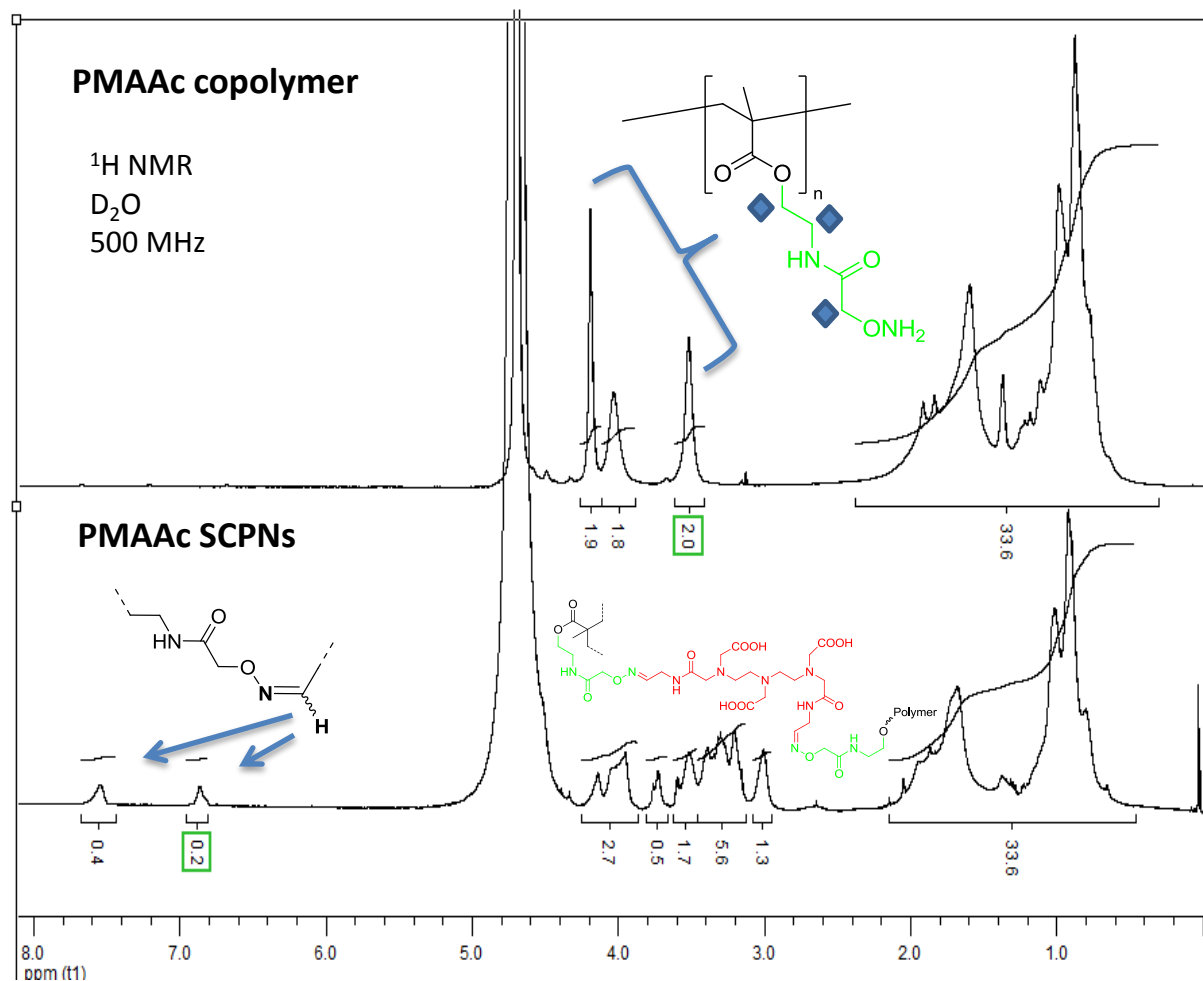 PMAAc copolymer
¹H NMR
D₂O
500 MHz
O
O
n
HN
O
ONH₂
1.9
1.8
2.0
33.6
PMAAc SCPNs
O
N
H
O
N
H
O
O
HN
O
O
N
N
H
O
N
COOH
N
HOOC
N
COOH
O
HN
N
O
O
H
N
O
Polymer
0.4
0.2
2.7
0.5
1.7
5.6
1.3
33.6
8.0 7.0 6.0 5.0 4.0 3.0 2.0 1.0
ppm (t1)